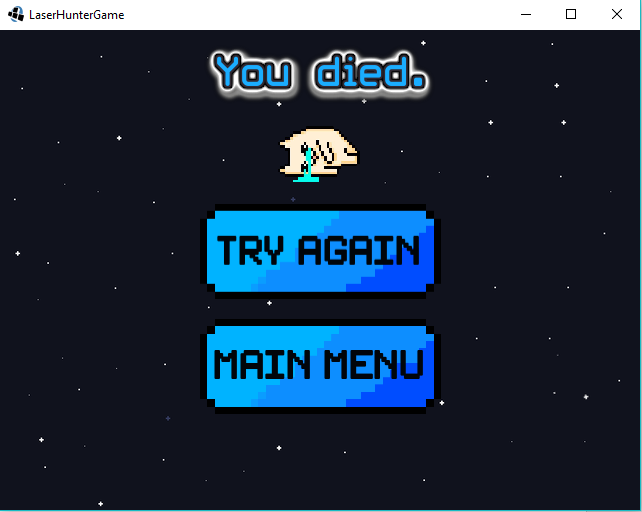 LaserHunterGame
You died.
TRY AGAIN
MAIN MENU